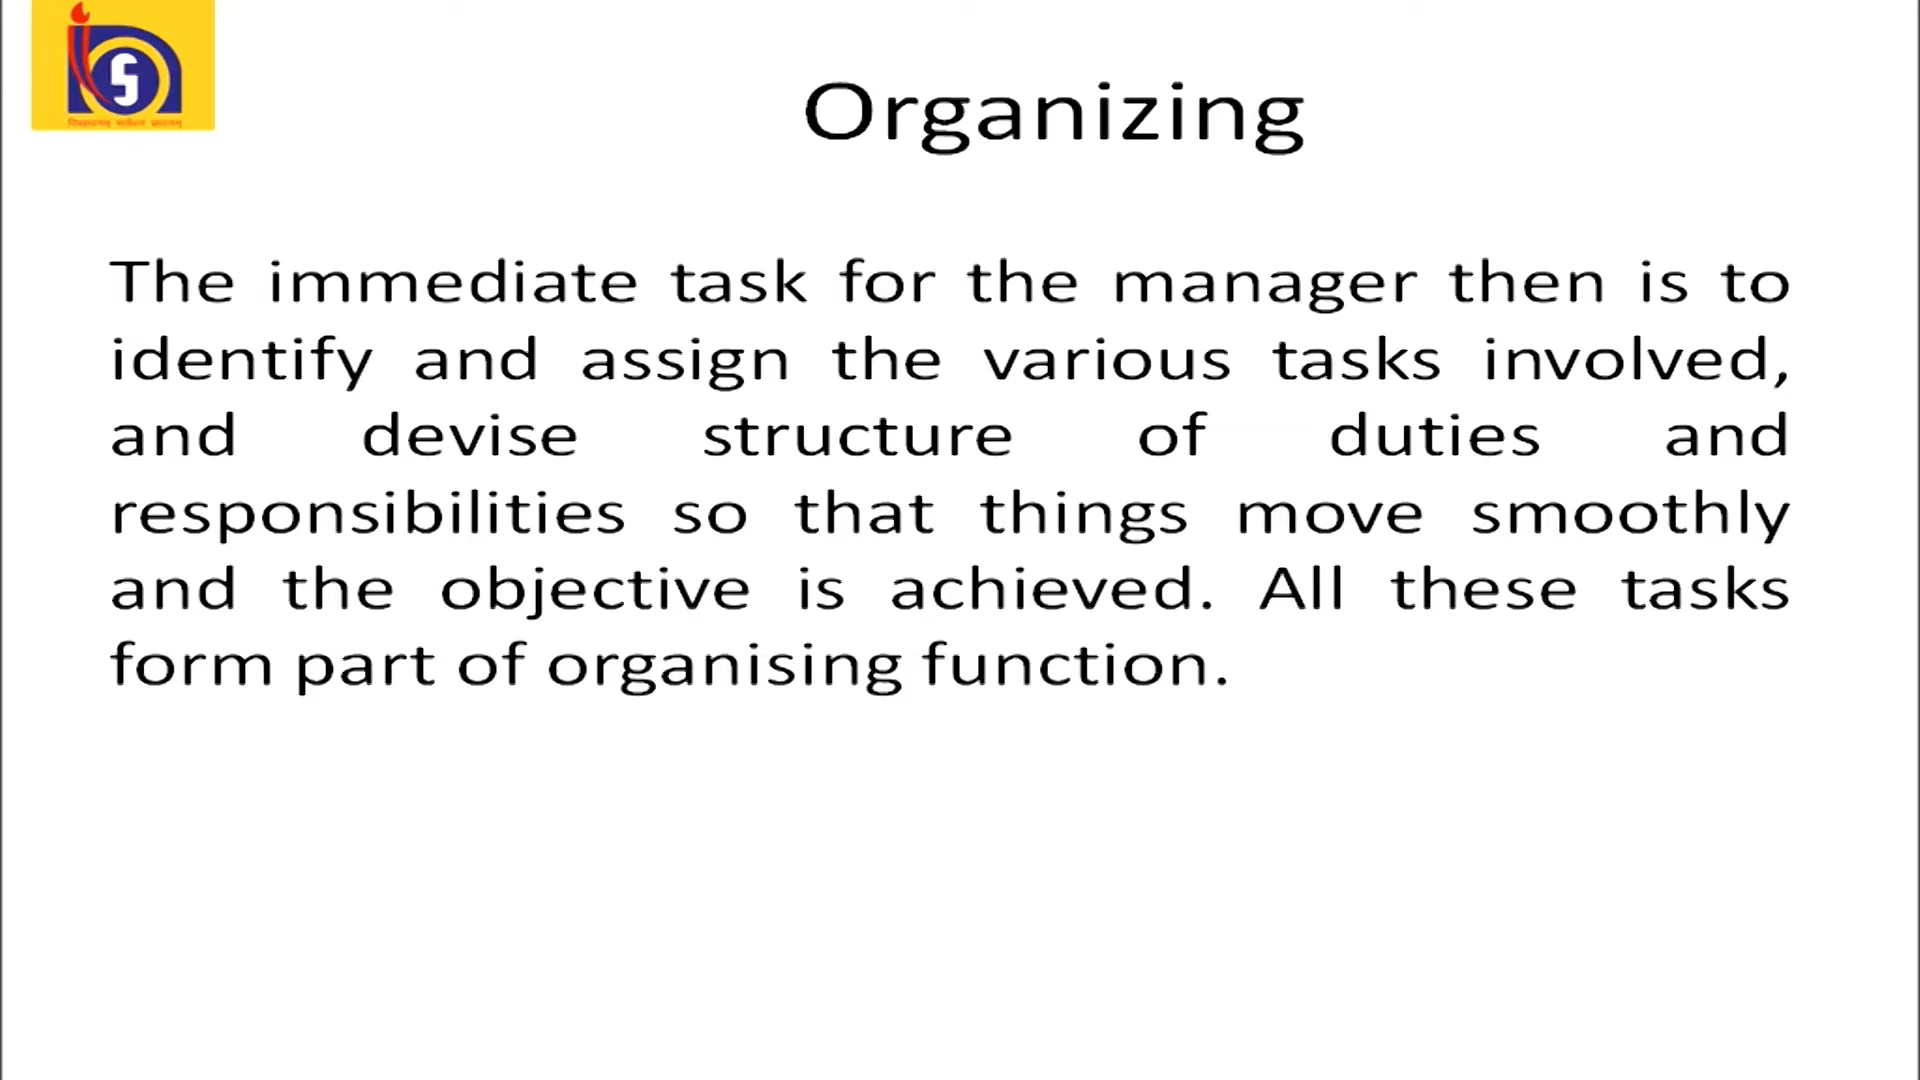 Organizing
The immediate task for the manager then is to
identify and assign the various tasks involved,
and devise structure of duties and
responsibilities so that things move smoothly
and the objective is achieved. All these tasks
form part of organising function.